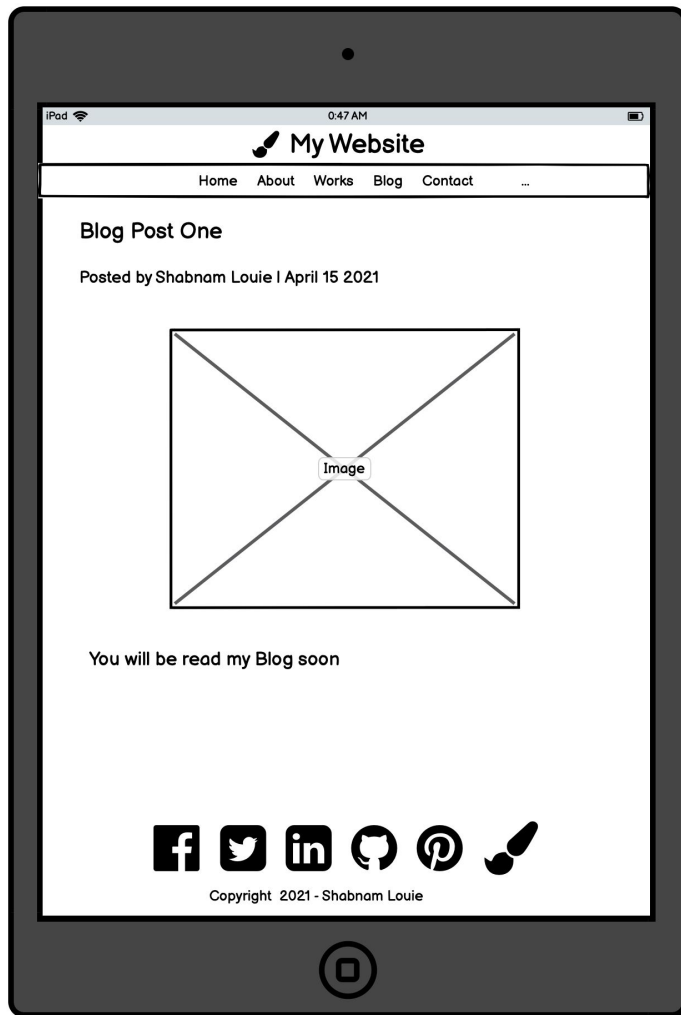 iPad 0:47 AM
My Website
Home About Works Blog Contact ...
Blog Post One
Posted by Shabnam Louie | April 15 2021
Image
You will be read my Blog soon
Copyright 2021 - Shabnam Louie